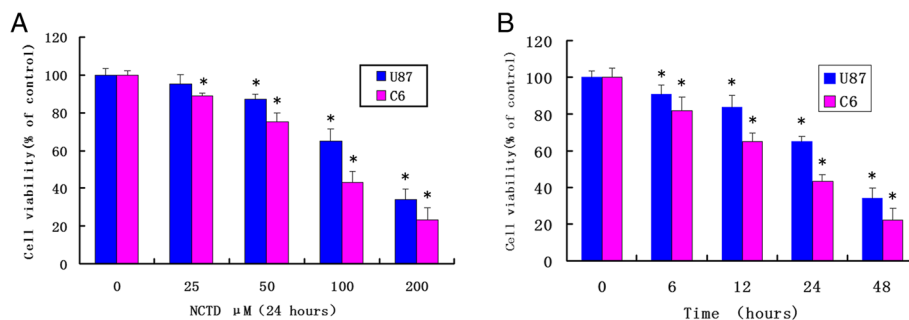 A
Cell viability(% of control)
120
100
80
60
40
20
0
* * * * * * *
U87
C6
0 25 50 100 200
NCTD μM (24 hours)
B
Cell viability(% of control)
120
100
80
60
40
20
0
* * * * * * * *
U87
C6
0 6 12 24 48
Time (hours)